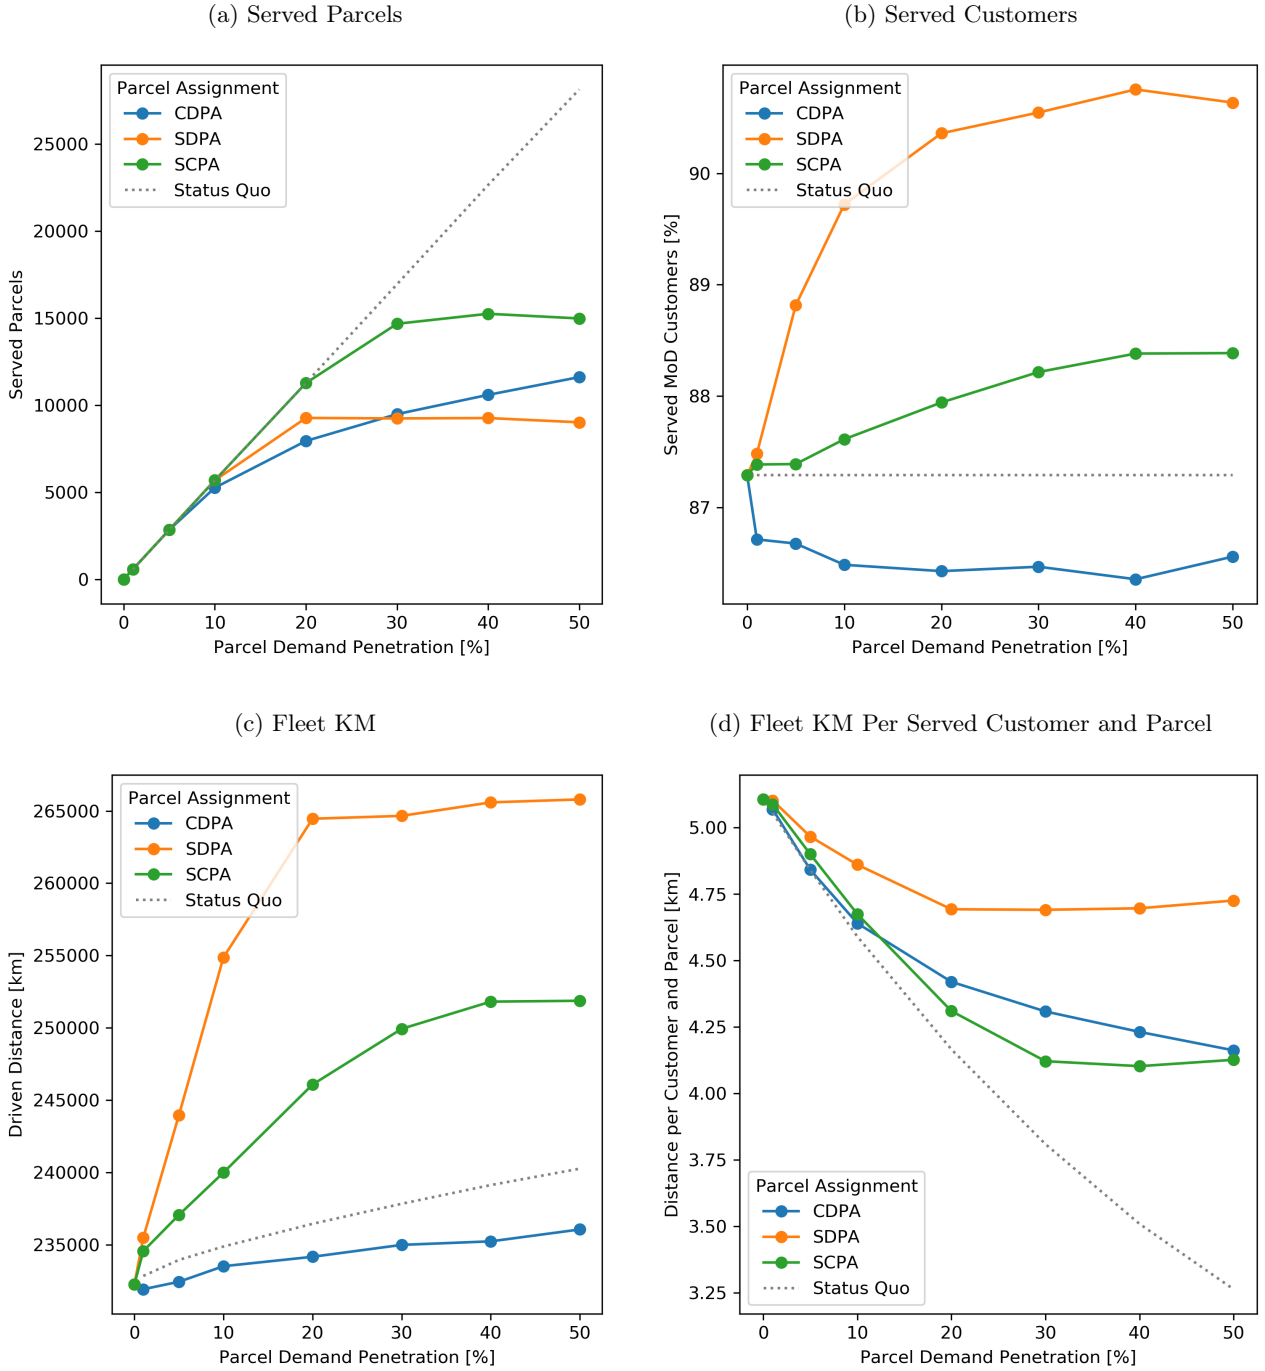 (a) Served Parcels
Parcel Assignment
CDPA
SDPA
SCPA
Status Quo
25000
20000
15000
10000
5000
0
Served Parcels
0 10 20 30 40 50
Parcel Demand Penetration [%]
(b) Served Customers
Parcel Assignment
CDPA
SDPA
SCPA
Status Quo
90
89
88
87
Served MoD Customers [%]
0 10 20 30 40 50
Parcel Demand Penetration [%]
(c) Fleet KM
Parcel Assignment
CDPA
SDPA
SCPA
Status Quo
265000
260000
255000
250000
245000
240000
235000
Driven Distance [km]
0 10 20 30 40 50
Parcel Demand Penetration [%]
(d) Fleet KM Per Served Customer and Parcel
5.00
4.75
4.50
4.25
4.00
3.75
3.50
3.25
Distance per Customer and Parcel [km]
Parcel Assignment
CDPA
SDPA
SCPA
Status Quo
0 10 20 30 40 50
Parcel Demand Penetration [%]